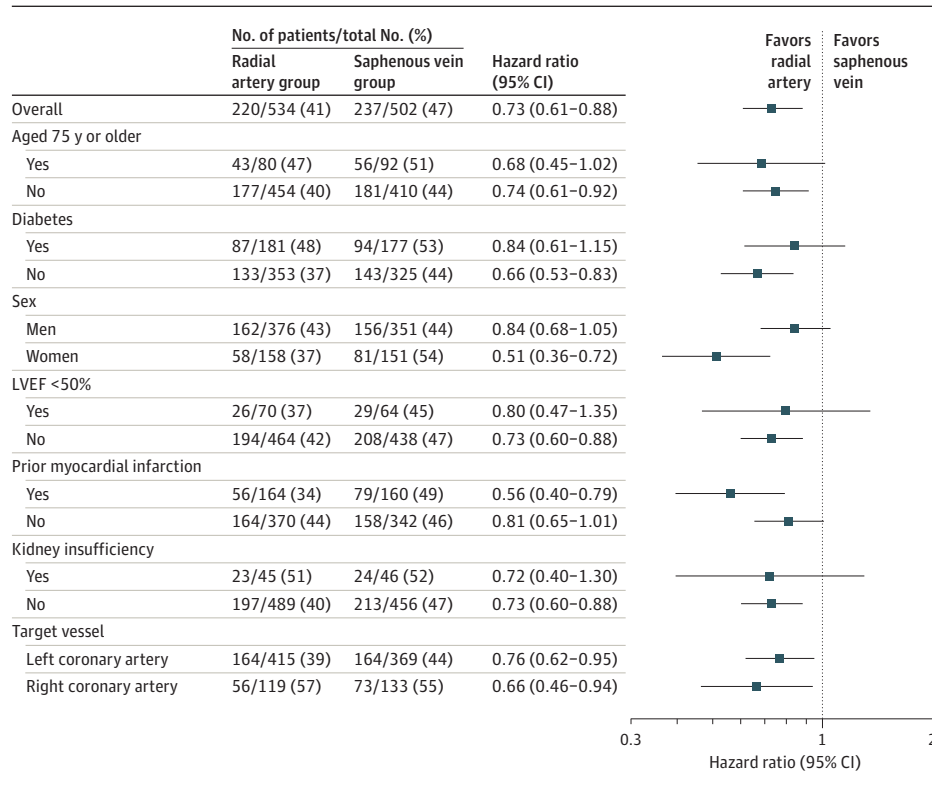 No. of patients/total No. (%)
Radial artery group Saphenous vein group Hazard ratio (95% CI) Favors radial artery Favors saphenous vein
Overall 220/534 (41) 237/502 (47) 0.73 (0.61–0.88)
Aged 75 y or older
Yes 43/80 (47) 56/92 (51) 0.68 (0.45–1.02)
No 177/454 (40) 181/410 (44) 0.74 (0.61–0.92)
Diabetes
Yes 87/181 (48) 94/177 (53) 0.84 (0.61–1.15)
No 133/353 (37) 143/325 (44) 0.66 (0.53–0.83)
Sex
Men 162/376 (43) 156/351 (44) 0.84 (0.68–1.05)
Women 58/158 (37) 81/151 (54) 0.51 (0.36–0.72)
LVEF <50%
Yes 26/70 (37) 29/64 (45) 0.80 (0.47–1.35)
No 194/464 (42) 208/438 (47) 0.73 (0.60–0.88)
Prior myocardial infarction
Yes 56/164 (34) 79/160 (49) 0.56 (0.40–0.79)
No 164/370 (44) 158/342 (46) 0.81 (0.65–1.01)
Kidney insufficiency
Yes 23/45 (51) 24/46 (52) 0.72 (0.40–1.30)
No 197/489 (40) 213/456 (47) 0.73 (0.60–0.88)
Target vessel
Left coronary artery 164/415 (39) 164/369 (44) 0.76 (0.62–0.95)
Right coronary artery 56/119 (57) 73/133 (55) 0.66 (0.46–0.94)
0.3 1 2
Hazard ratio (95% CI)